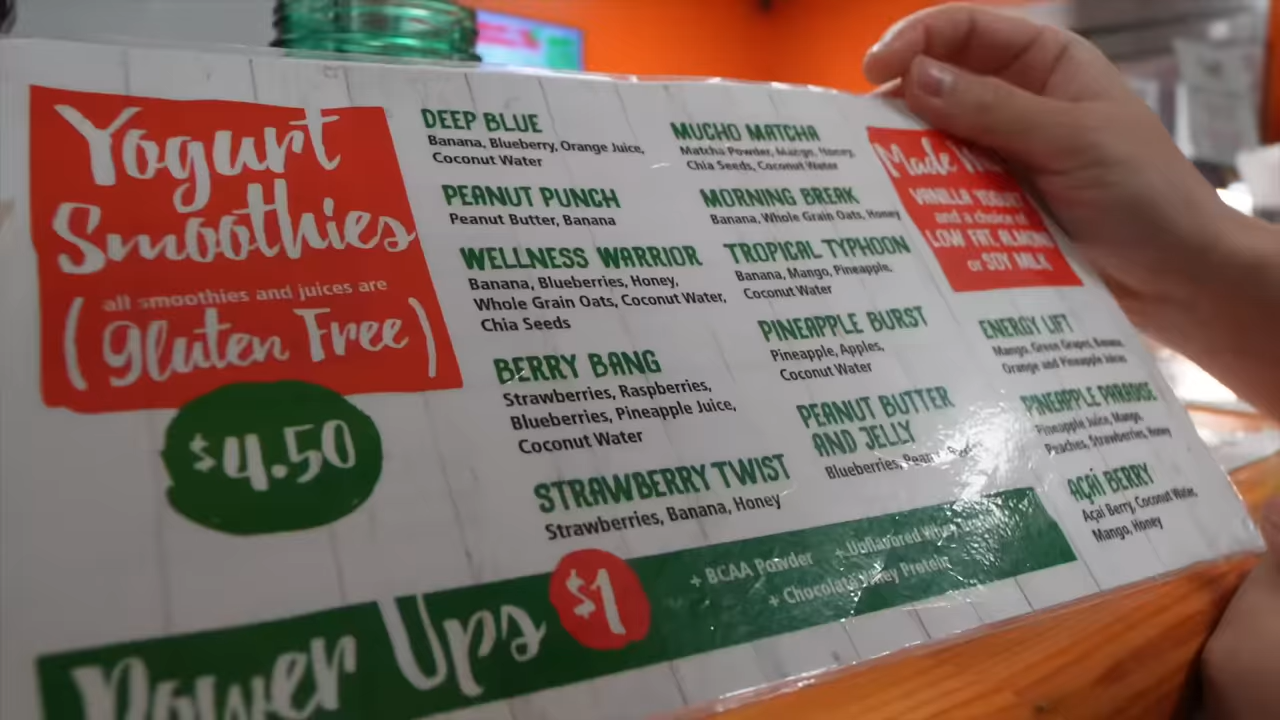 Yogurt
Smoothies
all smoothies and juices are
(Gluten Free)
$4.50
DEEP BLUE
Banana, Blueberry, Orange Juice,
Coconut Water
PEANUT PUNCH
Peanut Butter, Banana
WELLNESS WARRIOR
Banana, Blueberries, Honey,
Whole Grain Oats, Coconut Water,
Chia Seeds
BERRY BANG
Strawberries, Raspberries,
Blueberries, Pineapple Juice,
Coconut Water
STRAWBERRY TWIST
Strawberries, Banana, Honey
MUCHO MATCHA
Matcha Powder, Mango, Honey,
Chia Seeds, Coconut Water
MORNING BREAK
Banana, Whole Grain Oats, Honey
TROPICAL TYPHOON
Banana, Mango, Pineapple,
Coconut Water
PINEAPPLE BURST
Pineapple, Apples,
Coconut Water
PEANUT BUTTER
AND JELLY
Blueberries,
Made
VANILLA YOGURT
and a choice of
LOW FAT, ALMOND
or SOY MILK
ENERGY LIFT
Mango, Green Grapes, Banana,
Orange and Pineapple Juices
PINEAPPLE PARADISE
Pineapple Juice, Mango,
Peaches, Strawberries, Honey
AÇAÍ BERRY
Açaí Berry, Coconut Water,
Mango, Honey
Power Ups $1
+ BCAA Powder + Unflavored
+ Chocolate Whey Protein